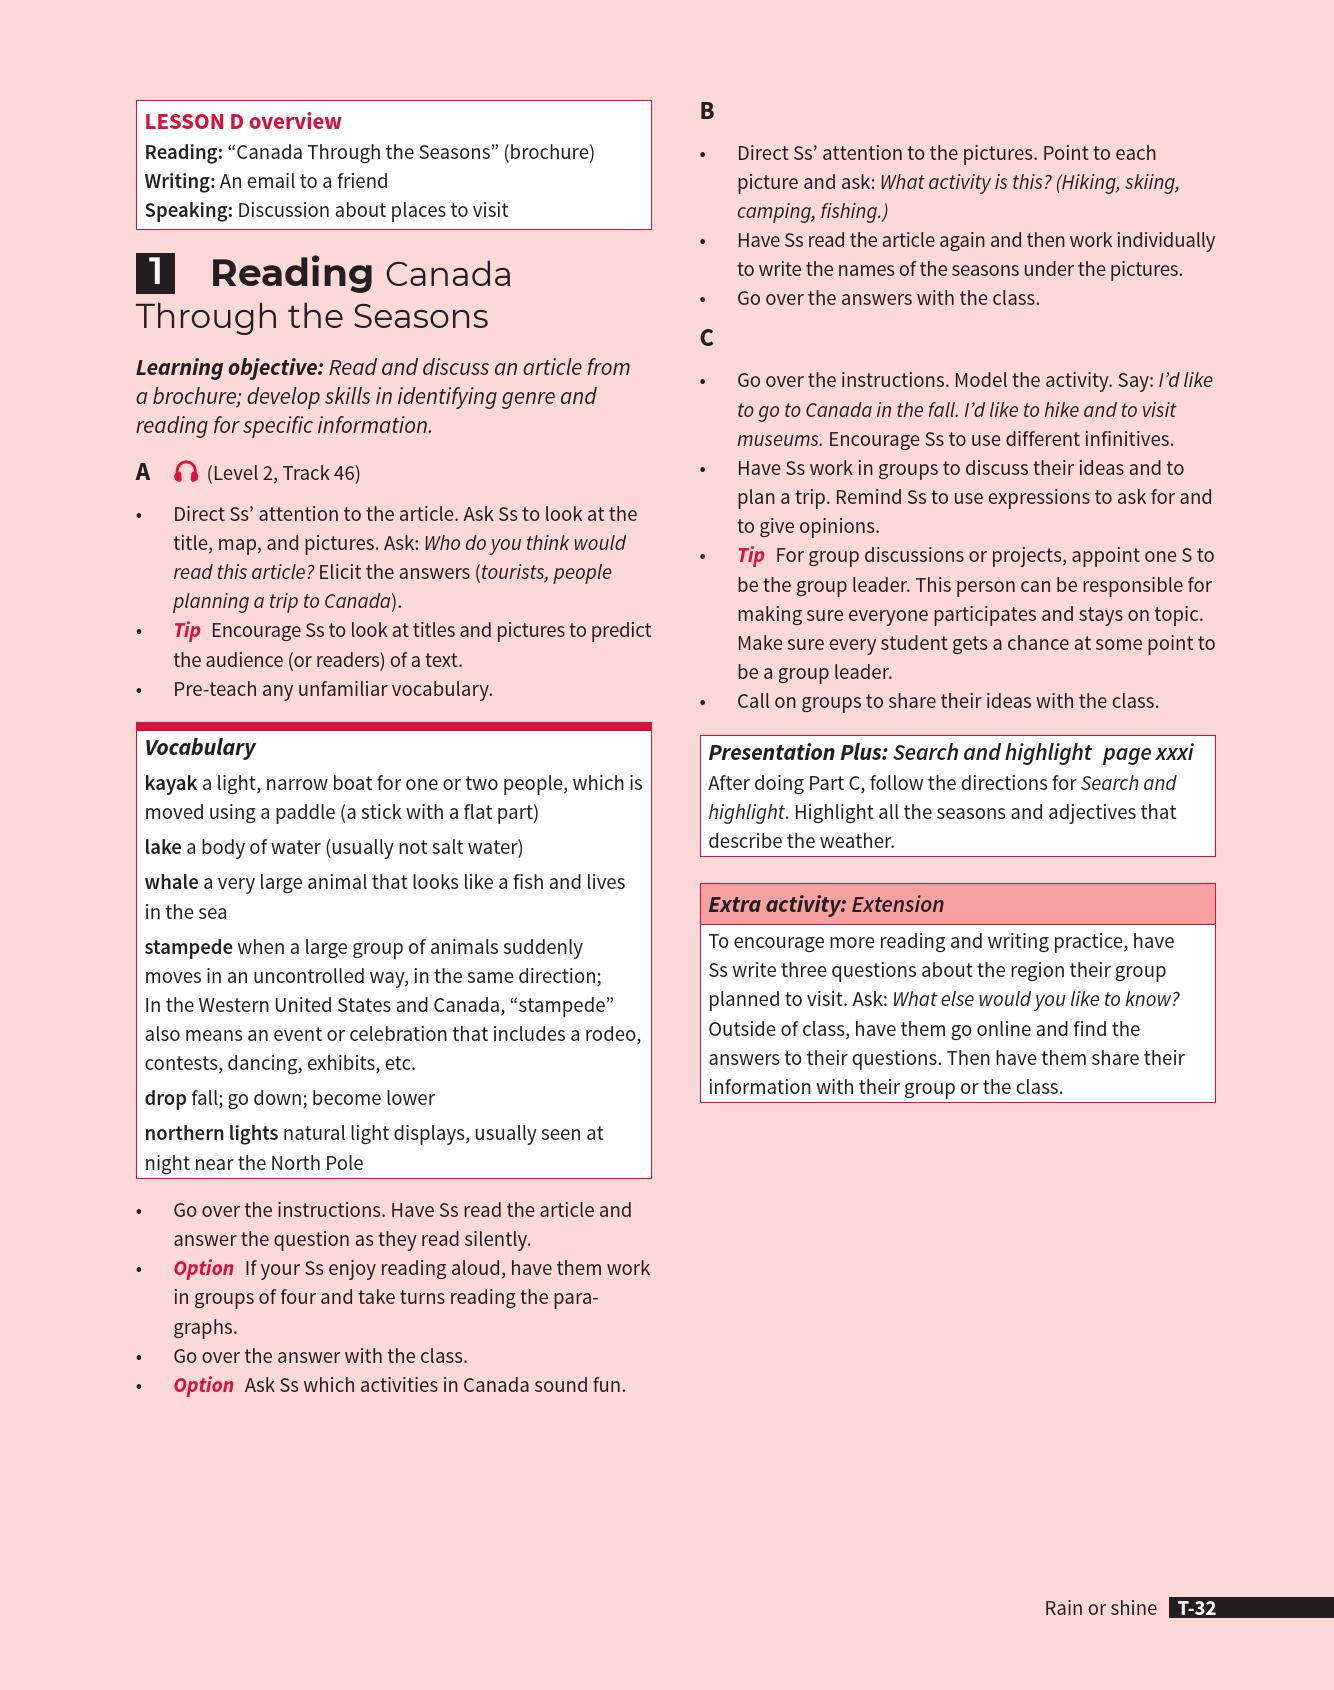 LESSON D overview
Reading: “Canada Through the Seasons” (brochure)
Writing: An email to a friend
Speaking: Discussion about places to visit
1 Reading Canada
Through the Seasons
Learning objective: Read and discuss an article from
a brochure; develop skills in identifying genre and
reading for specific information.
A (Level 2, Track 46)
• Direct Ss’ attention to the article. Ask Ss to look at the
title, map, and pictures. Ask: Who do you think would
read this article? Elicit the answers (tourists, people
planning a trip to Canada).
• Tip Encourage Ss to look at titles and pictures to predict
the audience (or readers) of a text.
• Pre-teach any unfamiliar vocabulary.
Vocabulary
kayak a light, narrow boat for one or two people, which is
moved using a paddle (a stick with a flat part)
lake a body of water (usually not salt water)
whale a very large animal that looks like a fish and lives
in the sea
stampede when a large group of animals suddenly
moves in an uncontrolled way, in the same direction;
In the Western United States and Canada, “stampede”
also means an event or celebration that includes a rodeo,
contests, dancing, exhibits, etc.
drop fall; go down; become lower
northern lights natural light displays, usually seen at
night near the North Pole
• Go over the instructions. Have Ss read the article and
answer the question as they read silently.
• Option If your Ss enjoy reading aloud, have them work
in groups of four and take turns reading the para-
graphs.
• Go over the answer with the class.
• Option Ask Ss which activities in Canada sound fun.
B
• Direct Ss’ attention to the pictures. Point to each
picture and ask: What activity is this? (Hiking, skiing,
camping, fishing.)
• Have Ss read the article again and then work individually
to write the names of the seasons under the pictures.
• Go over the answers with the class.
C
• Go over the instructions. Model the activity. Say: I’d like
to go to Canada in the fall. I’d like to hike and to visit
museums. Encourage Ss to use different infinitives.
• Have Ss work in groups to discuss their ideas and to
plan a trip. Remind Ss to use expressions to ask for and
to give opinions.
• Tip For group discussions or projects, appoint one S to
be the group leader. This person can be responsible for
making sure everyone participates and stays on topic.
Make sure every student gets a chance at some point to
be a group leader.
• Call on groups to share their ideas with the class.
Presentation Plus: Search and highlight page xxxi
After doing Part C, follow the directions for Search and
highlight. Highlight all the seasons and adjectives that
describe the weather.
Extra activity: Extension
To encourage more reading and writing practice, have
Ss write three questions about the region their group
planned to visit. Ask: What else would you like to know?
Outside of class, have them go online and find the
answers to their questions. Then have them share their
information with their group or the class.
Rain or shine T-32